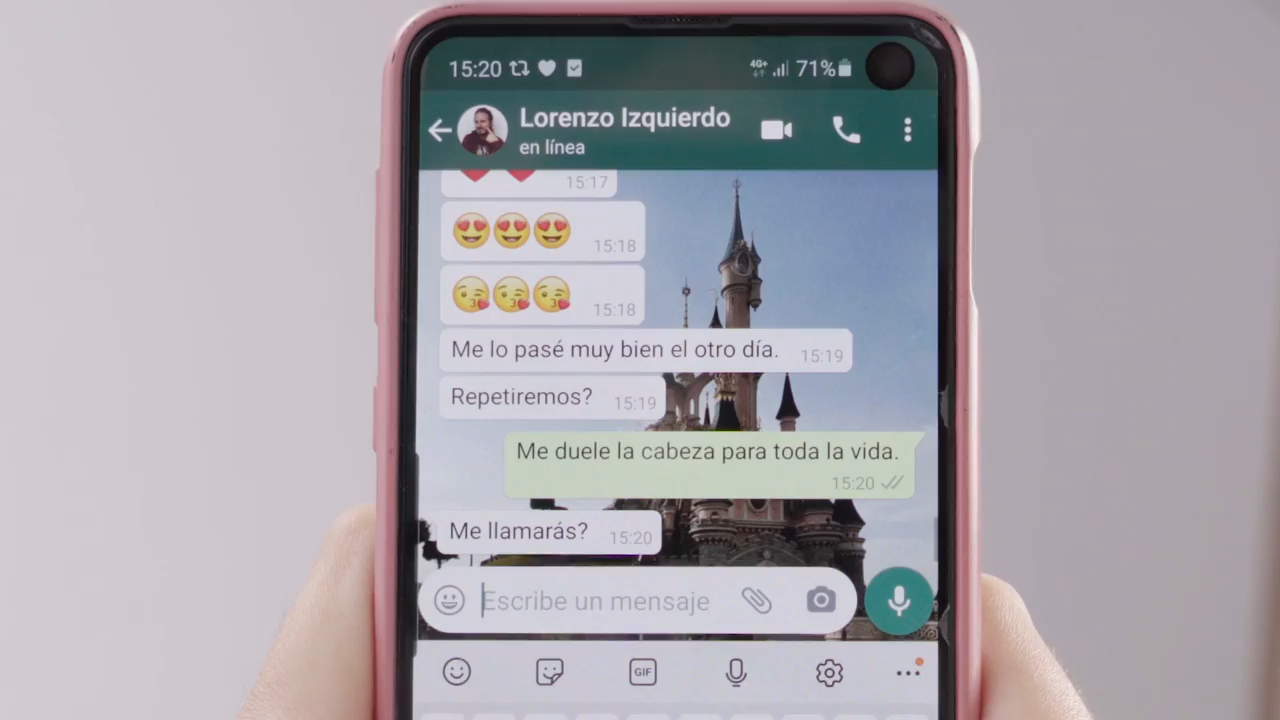 15:20 4G+ 71%
Lorenzo Izquierdo
en línea
15:17
15:18
15:18
Me lo pasé muy bien el otro día. 15:19
Repetiremos? 15:19
Me duele la cabeza para toda la vida.
15:20
Me llamarás? 15:20
Escribe un mensaje
GIF